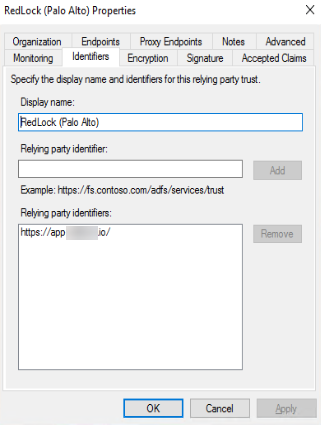 RedLock (Palo Alto) Properties
Organization Endpoints Proxy Endpoints Notes Advanced
Monitoring Identifiers Encryption Signature Accepted Claims
Specify the display name and identifiers for this relying party trust.
Display name:
RedLock (Palo Alto)
Relying party identifier:
Add
Example: https://fs.contoso.com/adfs/services/trust
Relying party identifiers:
https://app .io/
Remove
OK Cancel Apply